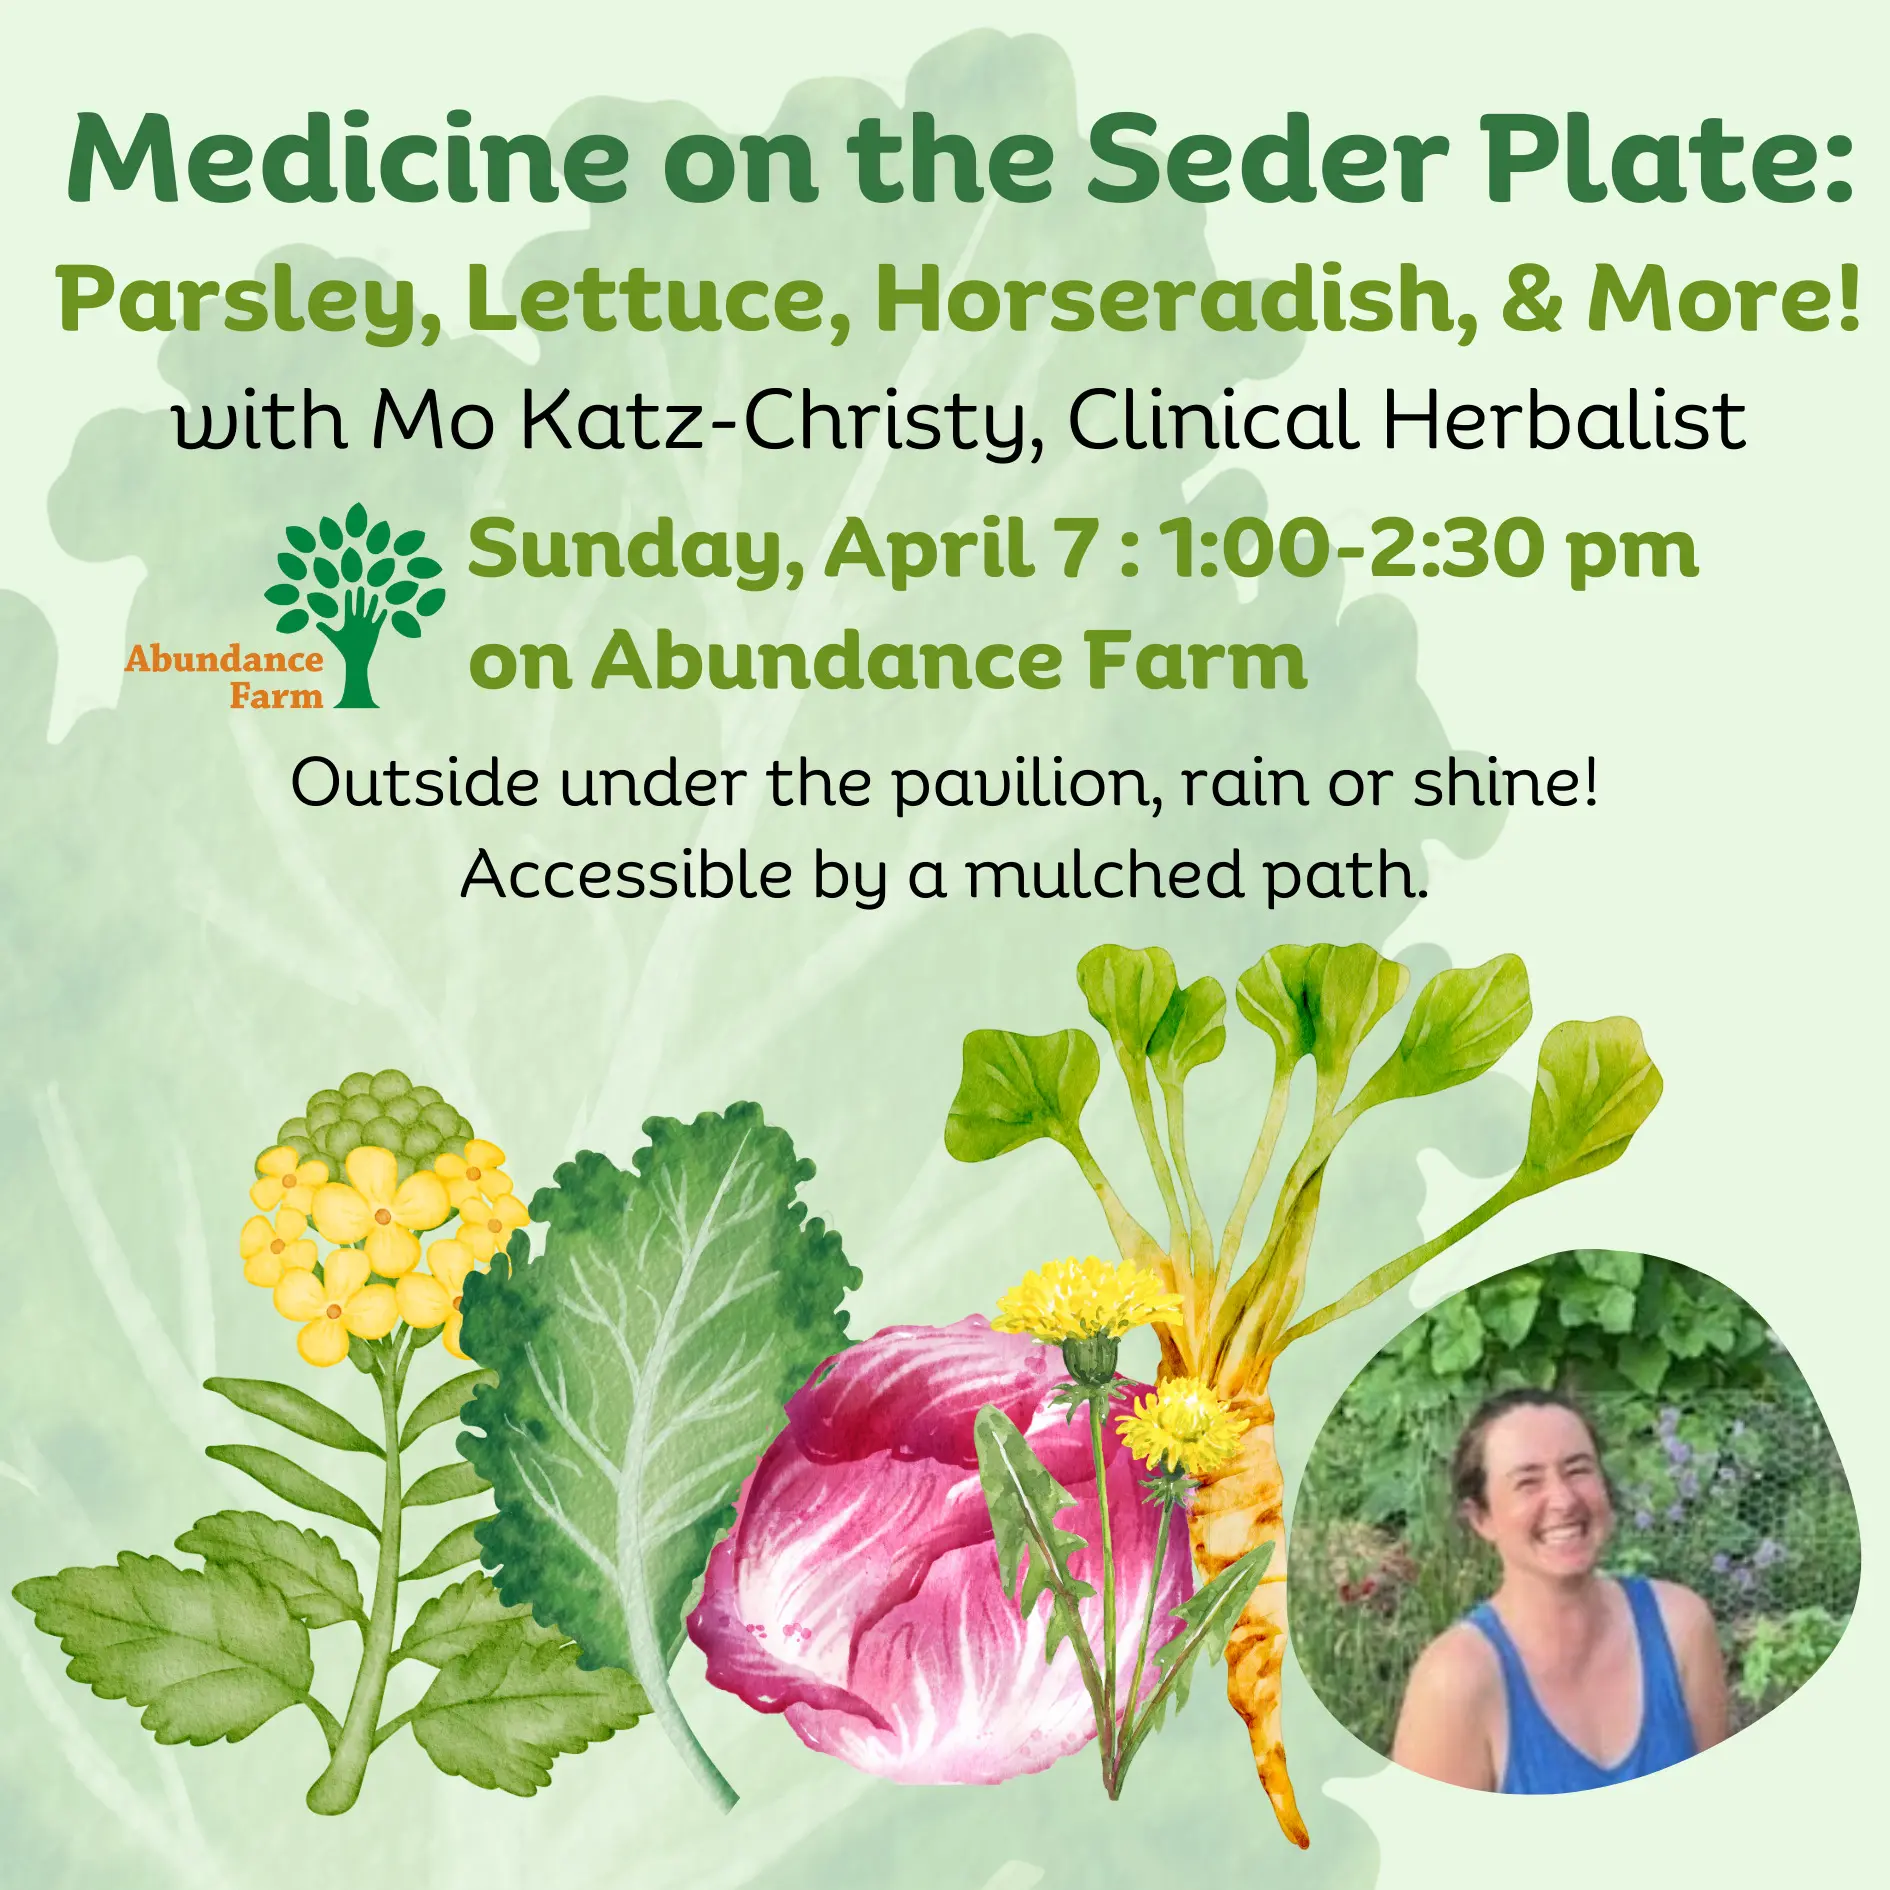 Medicine on the Seder Plate:
Parsley, Lettuce, Horseradish, & More!
with Mo Katz-Christy, Clinical Herbalist
Abundance
Farm
Sunday, April 7 : 1:00-2:30 pm
on Abundance Farm
Outside under the pavilion, rain or shine!
Accessible by a mulched path.